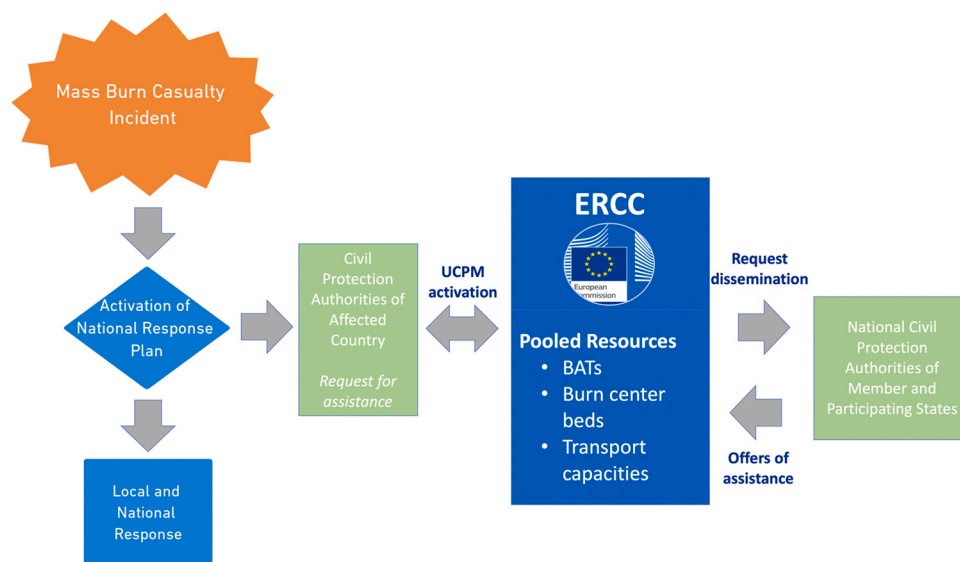 Mass Burn Casualty
Incident
Activation of
National Response
Plan
Local and
National
Response
Civil
Protection
Authorities of
Affected
Country
Request for
assistance
UCPM
activation
ERCC
European
Commission
Pooled Resources
• BATs
• Burn center
beds
• Transport
capacities
Request
dissemination
Offers of
assistance
National Civil
Protection
Authorities of
Member and
Participating States